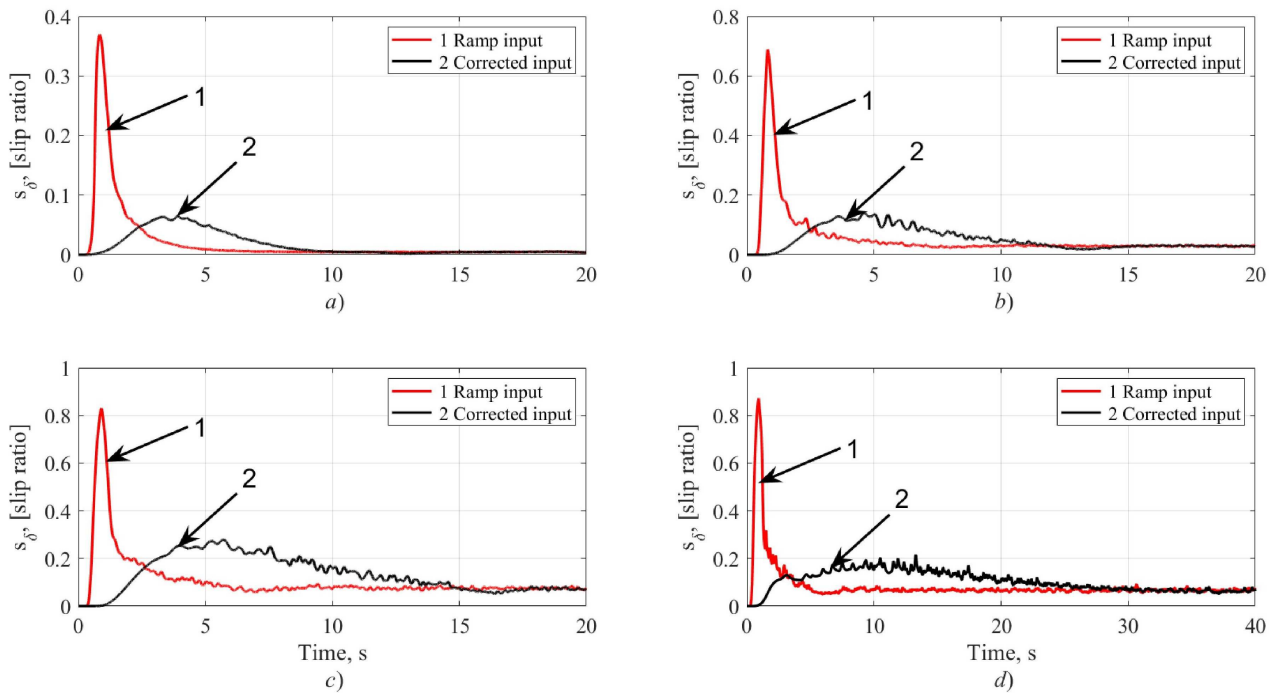 0.4
0.3
0.2
0.1
0
s_δ, [slip ratio]
1 Ramp input
2 Corrected input
1
2
0 5 10 15 20
a)
0.8
0.6
0.4
0.2
0
s_δ, [slip ratio]
1 Ramp input
2 Corrected input
1
2
0 5 10 15 20
b)
1
0.8
0.6
0.4
0.2
0
s_δ, [slip ratio]
1 Ramp input
2 Corrected input
1
2
0 5 10 15 20
Time, s
c)
1
0.8
0.6
0.4
0.2
0
s_δ, [slip ratio]
1 Ramp input
2 Corrected input
1
2
0 10 20 30 40
Time, s
d)